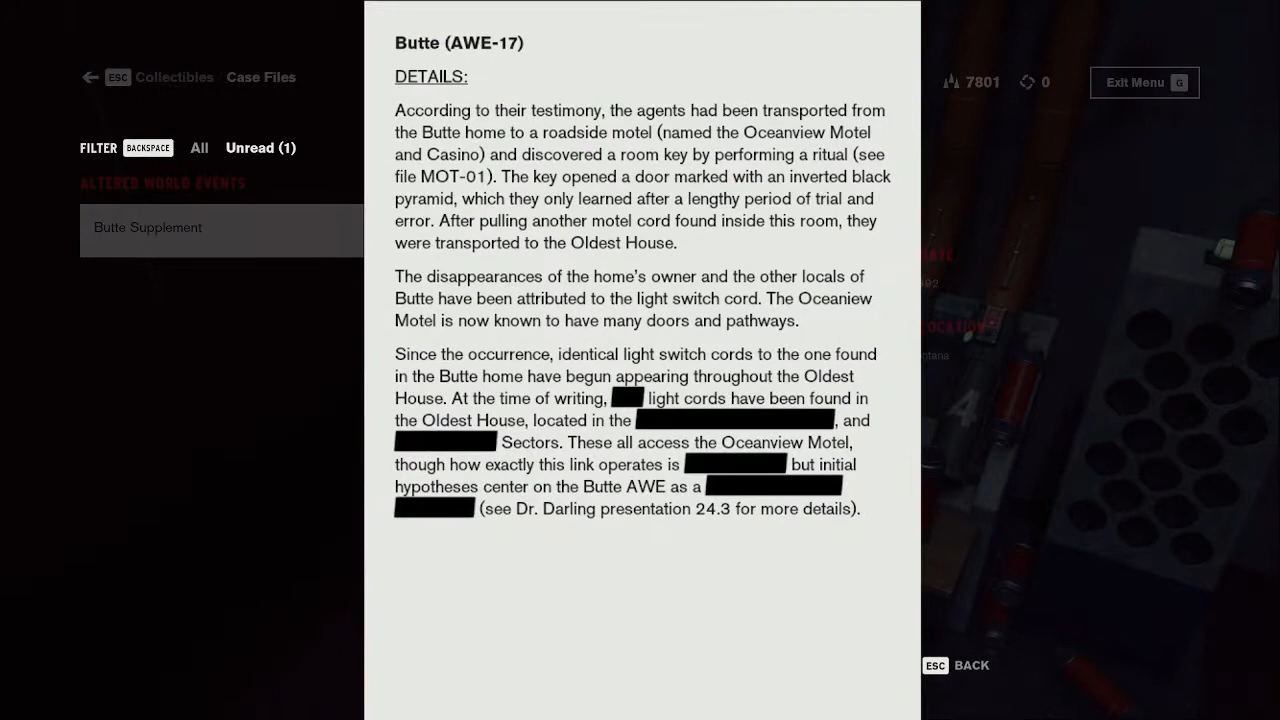 Butte (AWE-17)
DETAILS:
← ESC Collectibles / Case Files
7801 0 Exit Menu G
According to their testimony, the agents had been transported from
the Butte home to a roadside motel (named the Oceanview Motel
FILTER BACKSPACE All Unread (1)
and Casino) and discovered a room key by performing a ritual (see
file MOT-01). The key opened a door marked with an inverted black
ALTERED WORLD EVENTS
pyramid, which they only learned after a lengthy period of trial and
error. After pulling another motel cord found inside this room, they
Butte Supplement
were transported to the Oldest House.
The disappearances of the home's owner and the other locals of
Butte have been attributed to the light switch cord. The Oceaniew
Motel is now known to have many doors and pathways.
Since the occurrence, identical light switch cords to the one found
in the Butte home have begun appearing throughout the Oldest
House. At the time of writing, light cords have been found in
the Oldest House, located in the , and
Sectors. These all access the Oceanview Motel,
though how exactly this link operates is but initial
hypotheses center on the Butte AWE as a
(see Dr. Darling presentation 24.3 for more details).
ESC BACK